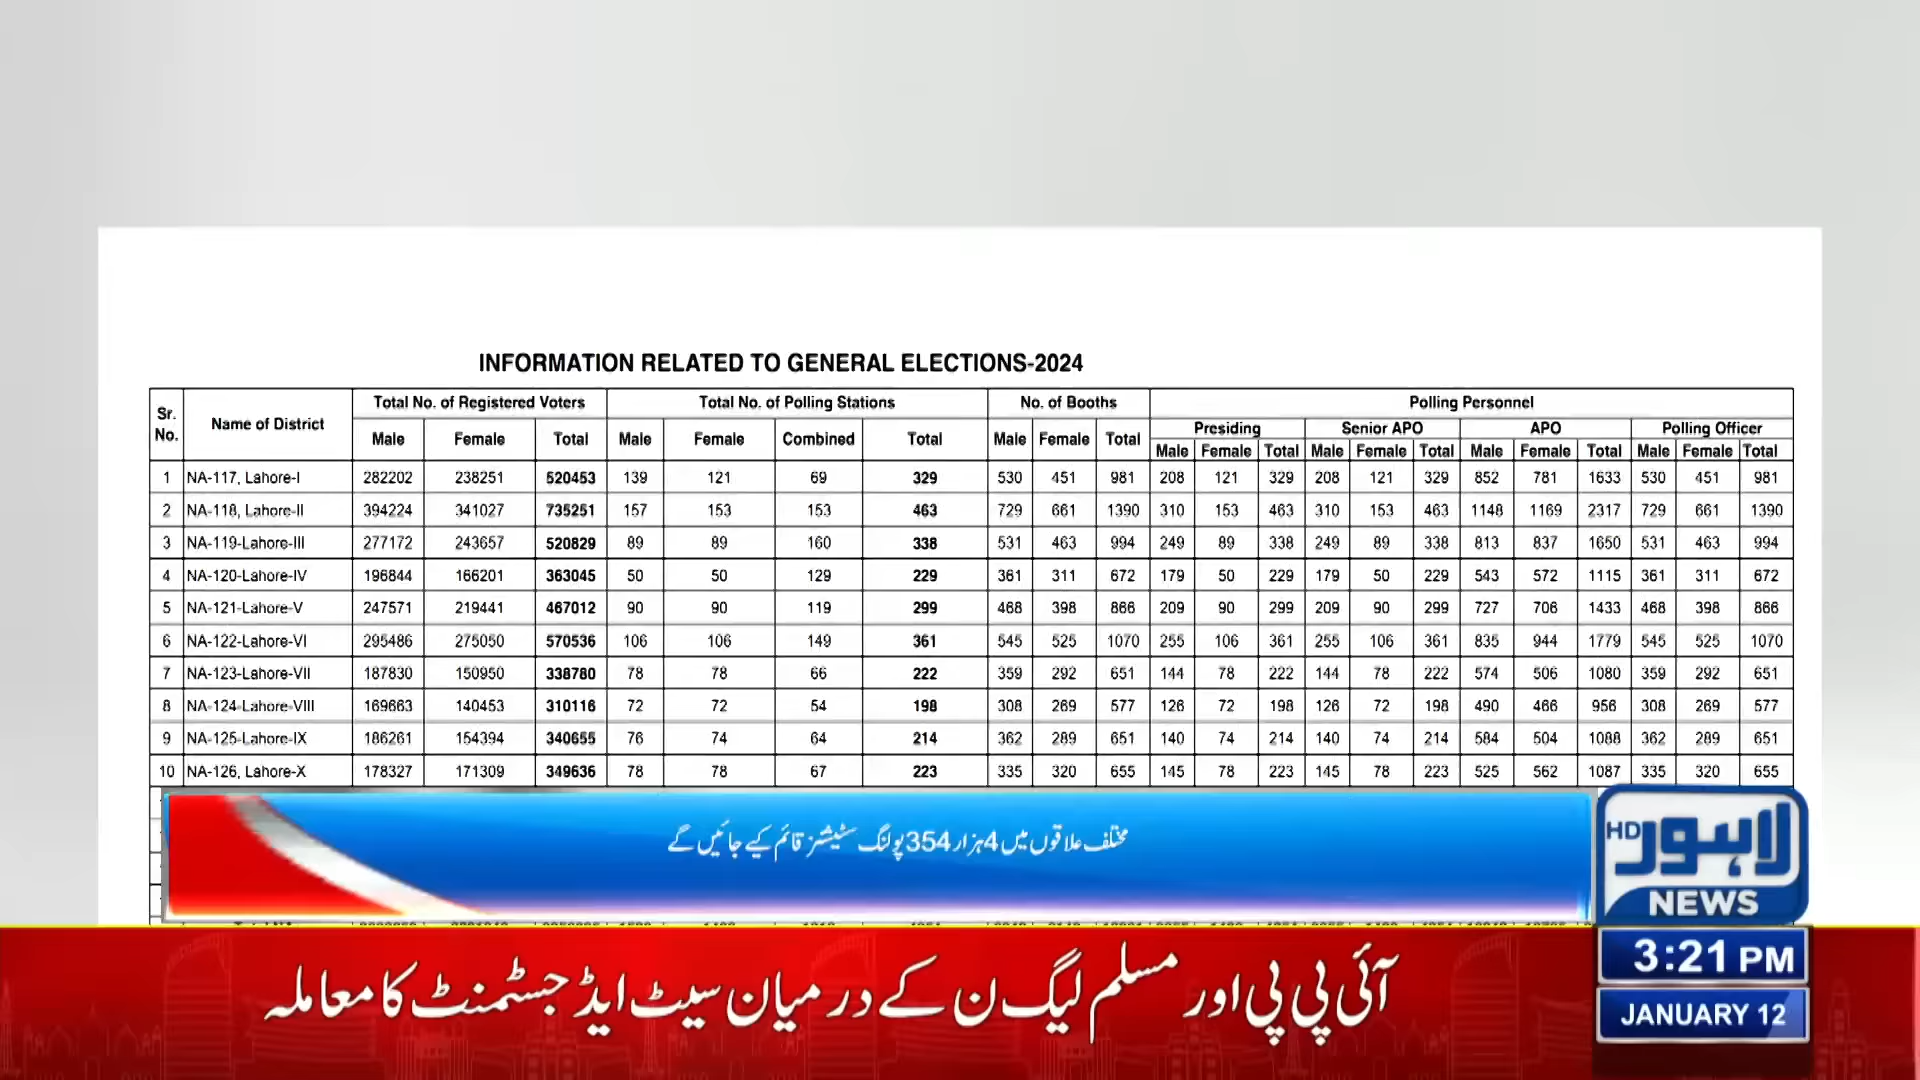 INFORMATION RELATED TO GENERAL ELECTIONS-2024
Sr. No. Name of District Total No. of Registered Voters Total No. of Polling Stations No. of Booths Polling Personnel
Presiding Senior APO APO Polling Officer
Male Female Total Male Female Combined Total Male Female Total Male Female Total Male Female Total Male Female Total Male Female Total
1 NA-117, Lahore-I 282202 238251 520453 139 121 69 329 530 451 981 208 121 329 208 121 329 852 781 1633 530 451 981
2 NA-118, Lahore-II 394224 341027 735251 157 153 153 463 729 661 1390 310 153 463 310 153 463 1148 1169 2317 729 661 1390
3 NA-119-Lahore-III 277172 243657 520829 89 89 160 338 531 463 994 249 89 338 249 89 338 813 837 1650 531 463 994
4 NA-120-Lahore-IV 196844 166201 363045 50 50 129 229 361 311 672 179 50 229 179 50 229 543 572 1115 361 311 672
5 NA-121-Lahore-V 247571 219441 467012 90 90 119 299 468 398 866 209 90 299 209 90 299 727 706 1433 468 398 866
6 NA-122-Lahore-VI 295486 275050 570536 106 106 149 361 545 525 1070 255 106 361 255 106 361 835 944 1779 545 525 1070
7 NA-123-Lahore-VII 187830 150950 338780 78 78 66 222 359 292 651 144 78 222 144 78 222 574 506 1080 359 292 651
8 NA-124-Lahore-VIII 169663 140453 310116 72 72 54 198 308 269 577 126 72 198 126 72 198 490 466 956 308 269 577
9 NA-125-Lahore-IX 186261 154394 340655 76 74 64 214 362 289 651 140 74 214 140 74 214 584 504 1088 362 289 651
10 NA-126, Lahore-X 178327 171309 349636 78 78 67 223 335 320 655 145 78 223 145 78 223 525 562 1087 335 320 655
مختلف علاقوں میں 4 ہزار 354 پولنگ سٹیشنز قائم کیے جائیں گے
لاہور HD
NEWS
3:21 PM
JANUARY 12
آئی پی پی اور مسلم لیگ ن کے درمیان سیٹ ایڈجسٹمنٹ کا معاملہ